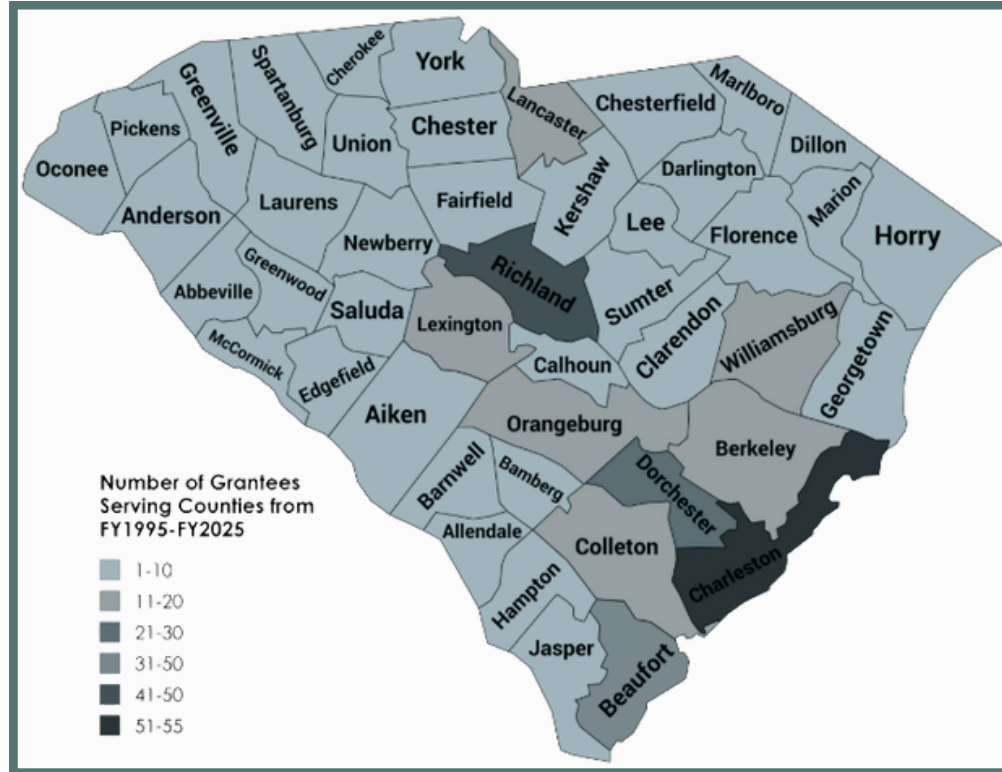 Cherokee
York
Spartanburg
Greenville
Lancaster
Marlboro
Chesterfield
Pickens
Union
Chester
Dillon
Oconee
Darlington
Kershaw
Marion
Laurens
Fairfield
Anderson
Lee
Florence
Horry
Newberry
Greenwood
Richland
Abbeville
Saluda
Sumter
Lexington
Clarendon
Williamsburg
McCormick
Edgefield
Calhoun
Georgetown
Aiken
Orangeburg
Berkeley
Barnwell
Bamberg
Dorchester
Allendale
Colleton
Charleston
Hampton
Jasper
Beaufort
Number of Grantees
Serving Counties from
FY1995-FY2025
1-10
11-20
21-30
31-50
41-50
51-55